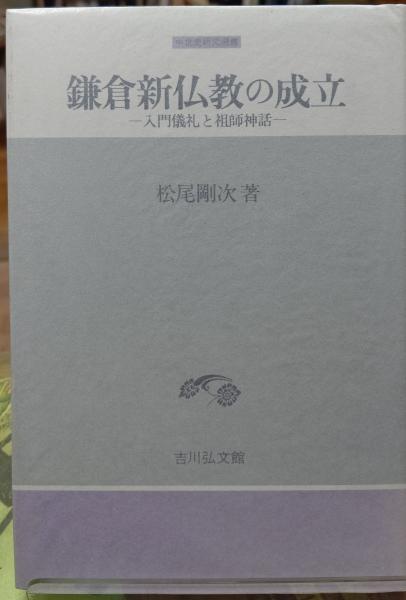 中世史研究選書
鎌倉新仏教の成立
―入門儀礼と祖師神話―
松尾剛次 著
吉川弘文館